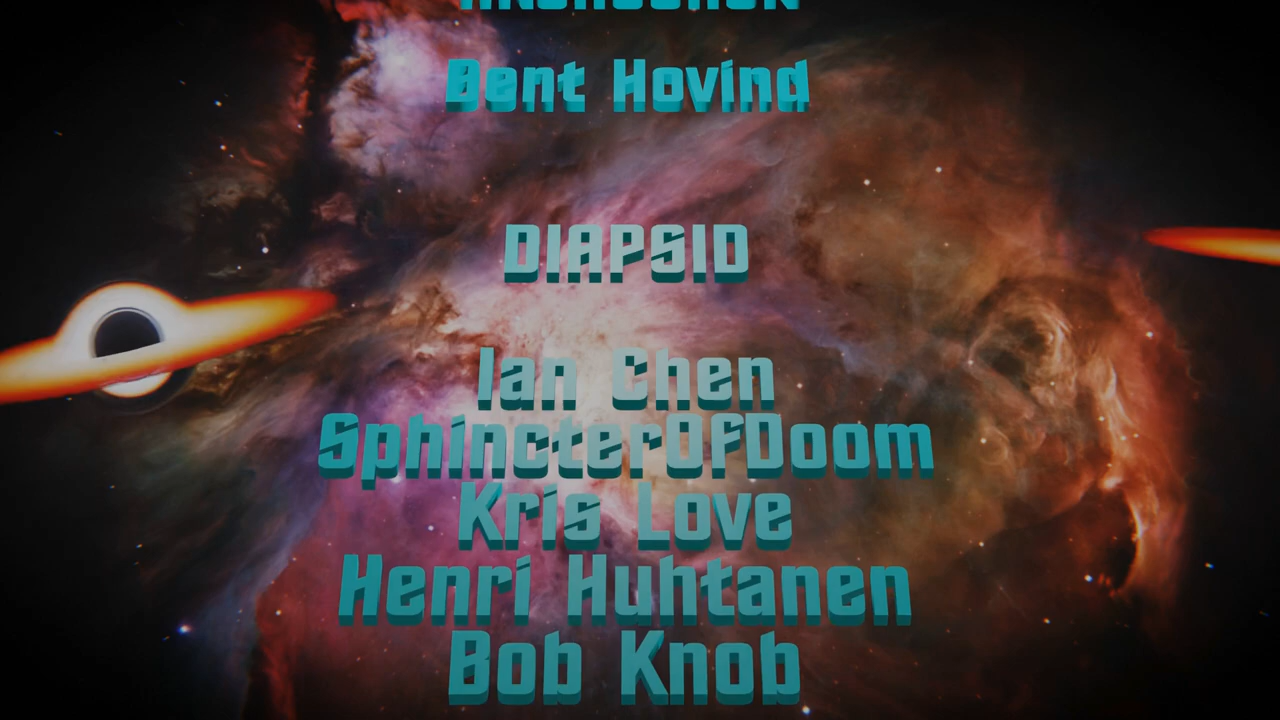 Bent Hovind
DIAPSID
Ian Chen
SphincterOfDoom
Kris Love
Henri Huhtanen
Bob Knob